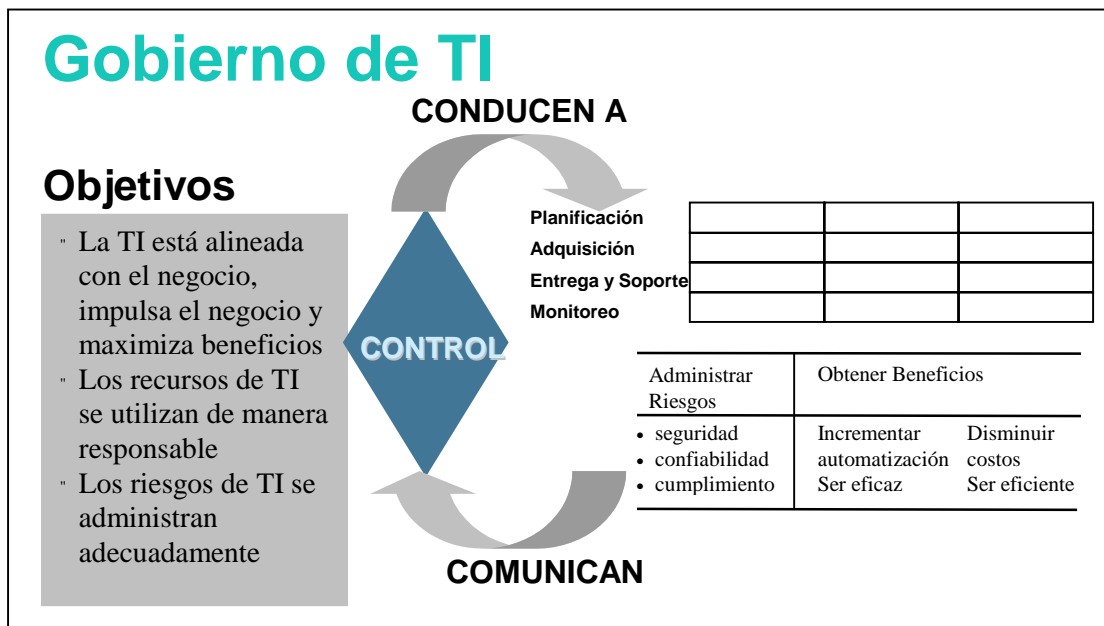 Gobierno de TI
CONDUCEN A
Objetivos
" La TI está alineada
con el negocio,
impulsa el negocio y
maximiza beneficios
" Los recursos de TI
se utilizan de manera
responsable
" Los riesgos de TI se
administran
adecuadamente
CONTROL
Planificación
Adquisición
Entrega y Soporte
Monitoreo
Administrar
Riesgos
Obtener Beneficios
• seguridad
• confiabilidad
• cumplimiento
Incrementar
automatización
Ser eficaz
Disminuir
costos
Ser eficiente
COMUNICAN